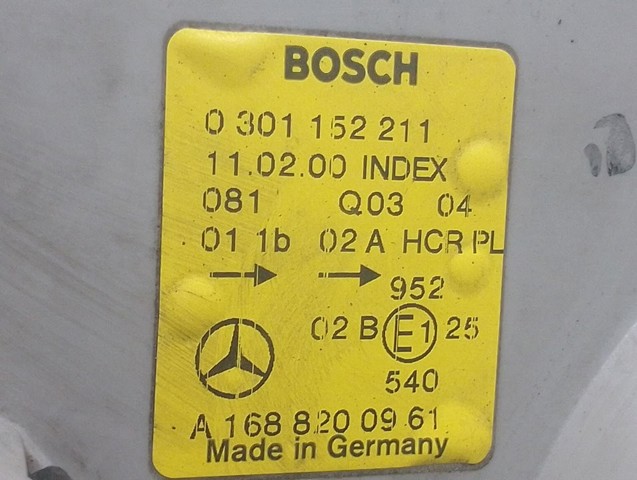 BOSCH
0 301 152 211
11.02.00 INDEX
081 Q03 04
01 1b 02 A HCR PL
952
02 B E1 25
540
A 168 820 09 61
Made in Germany